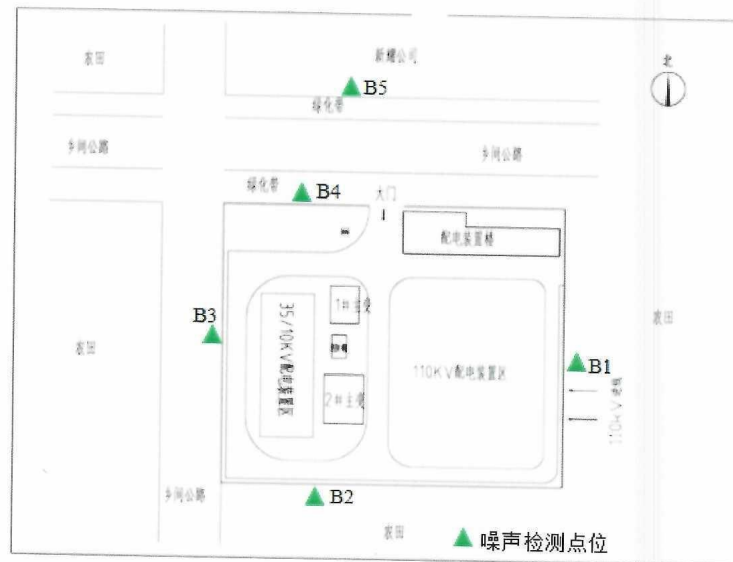 农田
新耀公司
北
B5
绿化带
乡间公路
乡间公路
绿化带
B4
大门
配电装置楼
B3
1#主变
农田
35/10KV配电装置区
110KV配电装置区
农田
B1
2#主变
110KV进线
乡间公路
B2
农田
噪声检测点位